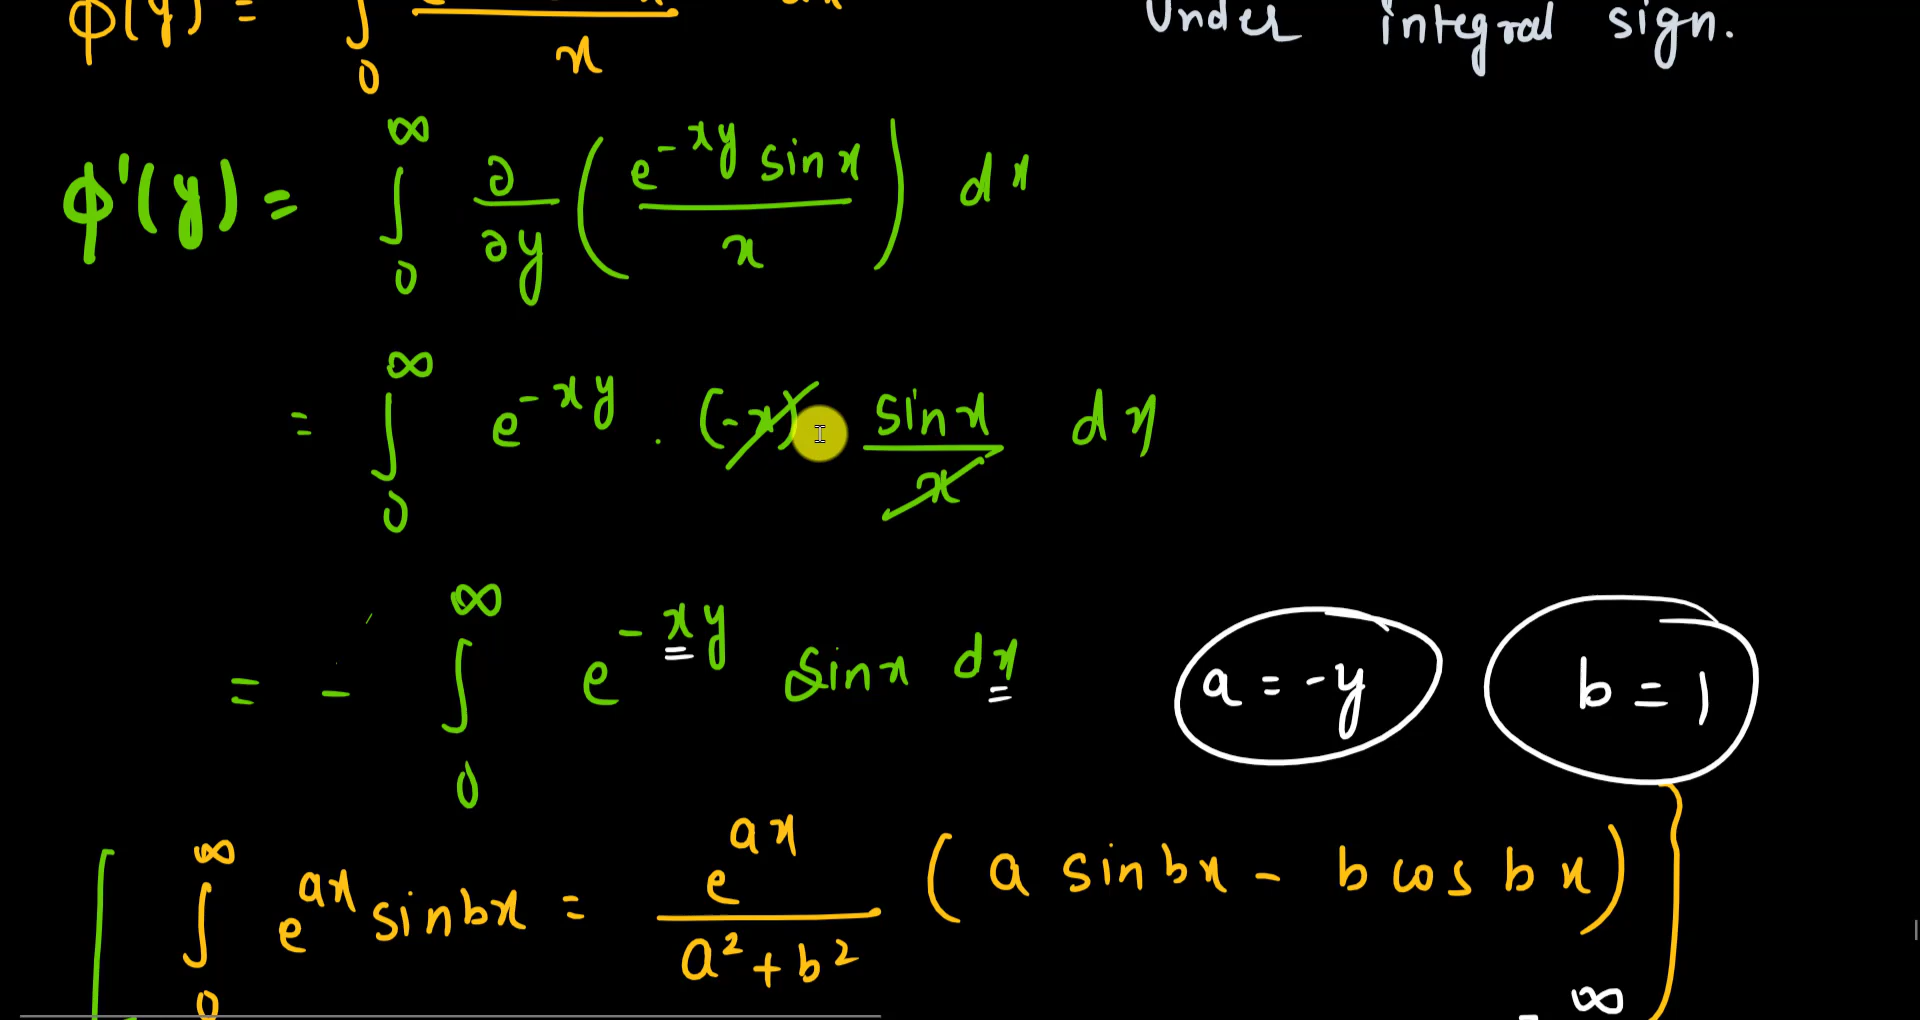 φ(y) = ∫₀ ―/x dx Under integral sign.
φ'(y) = ∫₀^∞ ∂/∂y ( e^{-xy} sin x / x ) dx
= ∫₀^∞ e^{-xy} . (-x) sin x / x dx
= - ∫₀^∞ e^{-xy} sin x dx a = -y b = 1
[ ∫₀^∞ e^{ax} sin bx = e^{ax} / a² + b² ( a sin bx - b cos bx )
∞